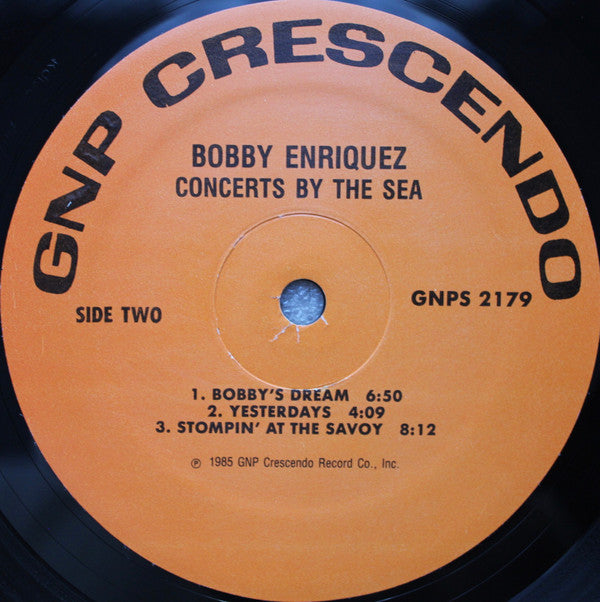 GNP CRESCENDO
BOBBY ENRIQUEZ
CONCERTS BY THE SEA
SIDE TWO
GNPS 2179
1. BOBBY'S DREAM 6:50
2. YESTERDAYS 4:09
3. STOMPIN' AT THE SAVOY 8:12
℗ 1985 GNP Crescendo Record Co., Inc.